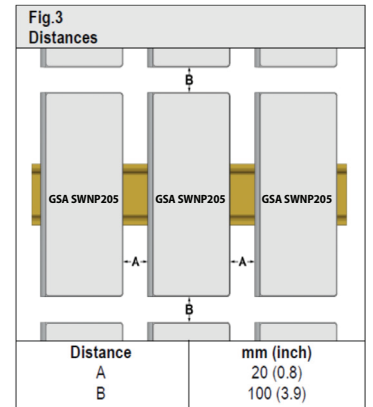 Fig.3
Distances
B
GSA SWNP205 GSA SWNP205 GSA SWNP205
A A
B
Distance mm (inch)
A 20 (0.8)
B 100 (3.9)